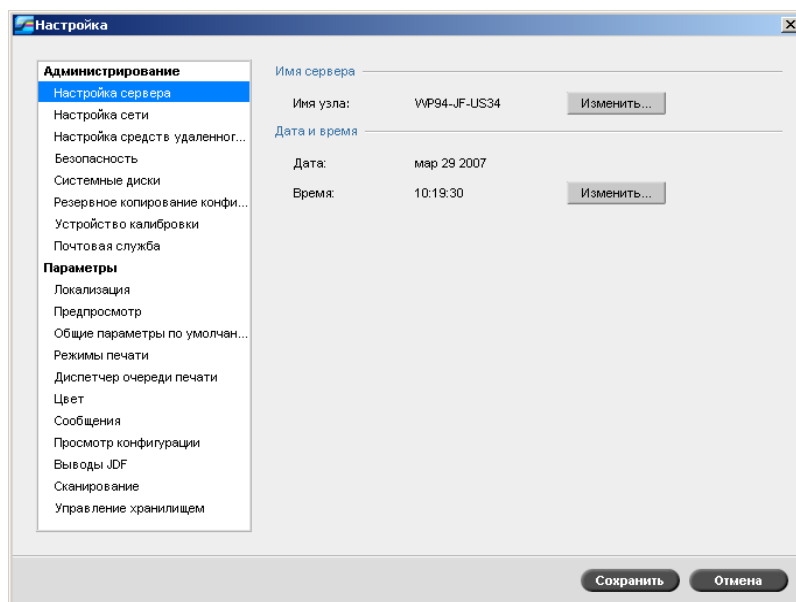 Настройка
Администрирование
Настройка сервера
Настройка сети
Настройка средств удаленног...
Безопасность
Системные диски
Резервное копирование конфи...
Устройство калибровки
Почтовая служба
Параметры
Локализация
Предпросмотр
Общие параметры по умолчан...
Режимы печати
Диспетчер очереди печати
Цвет
Сообщения
Просмотр конфигурации
Выводы JDF
Сканирование
Управление хранилищем
Имя сервера
Имя узла: WP94-JF-US34 Изменить...
Дата и время
Дата: мар 29 2007
Время: 10:19:30 Изменить...
Сохранить Отмена